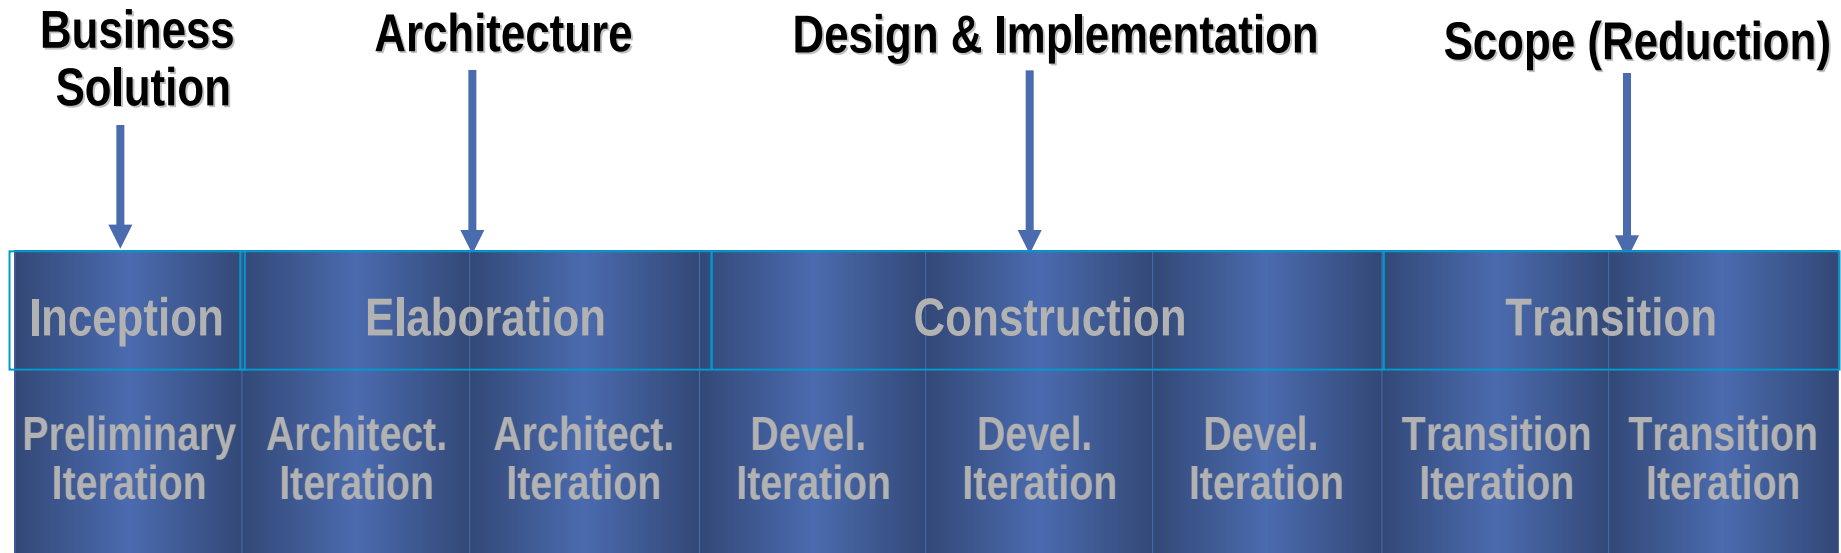 Business
Solution
Architecture
Design & Implementation
Scope (Reduction)
Inception
Elaboration
Construction
Transition
Preliminary
Iteration
Architect.
Iteration
Architect.
Iteration
Devel.
Iteration
Devel.
Iteration
Devel.
Iteration
Transition
Iteration
Transition
Iteration